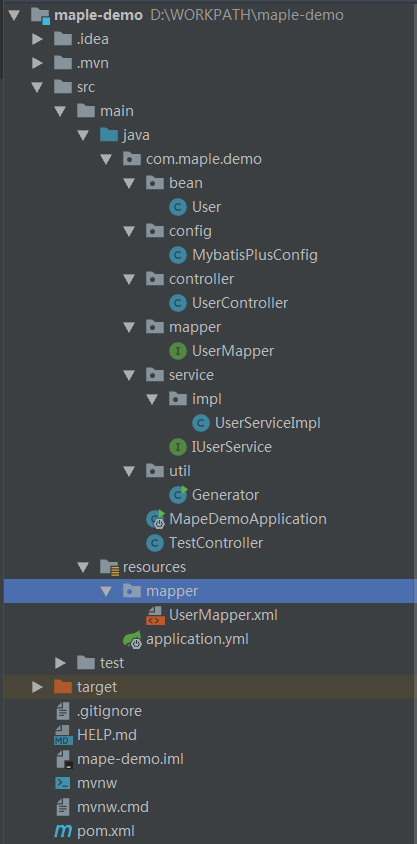 maple-demo D:\WORKPATH\maple-demo
.idea
.mvn
src
main
java
com.maple.demo
bean
User
config
MybatisPlusConfig
controller
UserController
mapper
UserMapper
service
impl
UserServiceImpl
IUserService
util
Generator
MapeDemoApplication
TestController
resources
mapper
UserMapper.xml
application.yml
test
target
.gitignore
HELP.md
mape-demo.iml
mvnw
mvnw.cmd
pom.xml